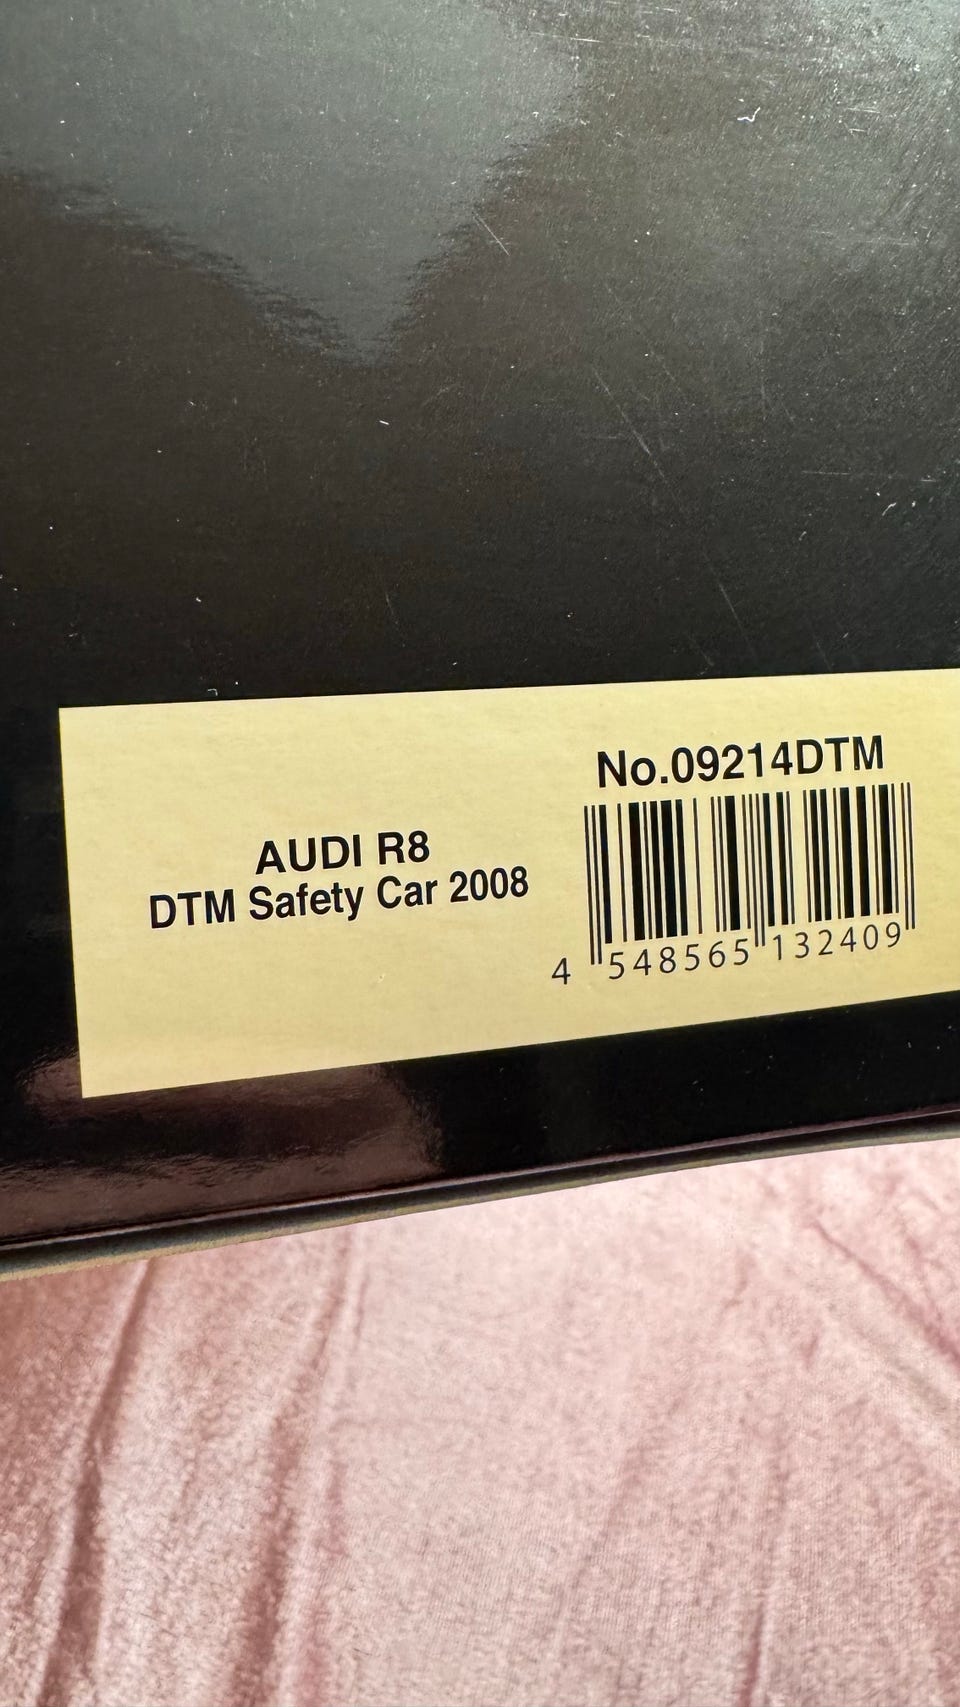 No.09214DTM
AUDI R8
DTM Safety Car 2008
4 548565 132409